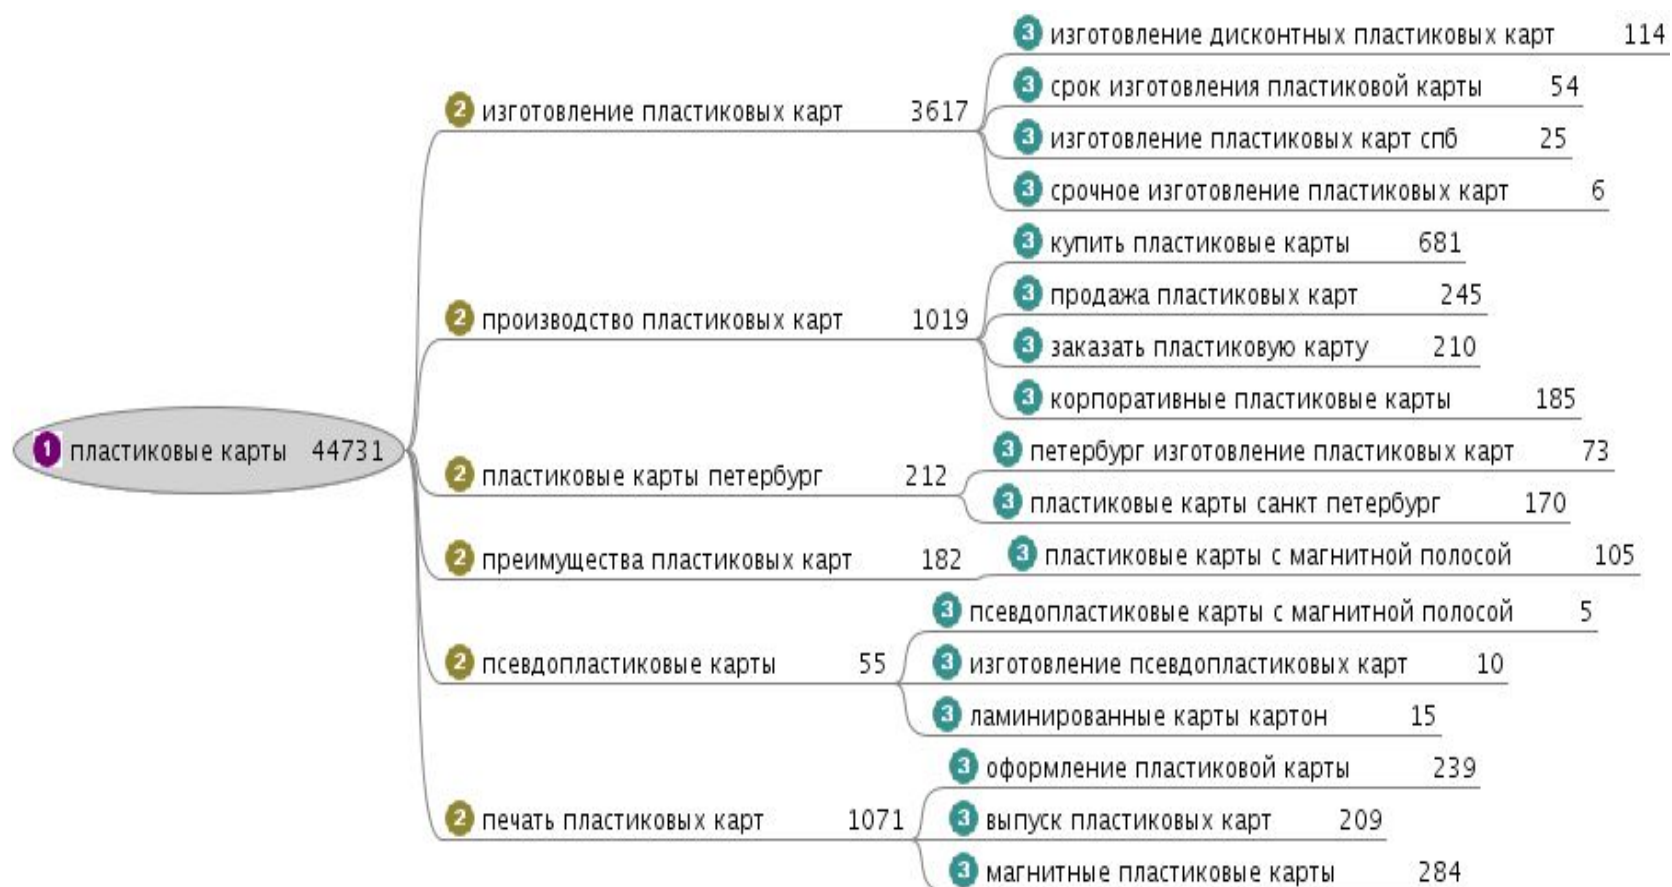 1 пластиковые карты 44731
2 изготовление пластиковых карт 3617
3 изготовление дисконтных пластиковых карт 114
3 срок изготовления пластиковой карты 54
3 изготовление пластиковых карт спб 25
3 срочное изготовление пластиковых карт 6
2 производство пластиковых карт 1019
3 купить пластиковые карты 681
3 продажа пластиковых карт 245
3 заказать пластиковую карту 210
3 корпоративные пластиковые карты 185
2 пластиковые карты петербург 212
3 петербург изготовление пластиковых карт 73
3 пластиковые карты санкт петербург 170
2 преимущества пластиковых карт 182
3 пластиковые карты с магнитной полосой 105
2 псевдопластиковые карты 55
3 псевдопластиковые карты с магнитной полосой 5
3 изготовление псевдопластиковых карт 10
3 ламинированные карты картон 15
2 печать пластиковых карт 1071
3 оформление пластиковой карты 239
3 выпуск пластиковых карт 209
3 магнитные пластиковые карты 284